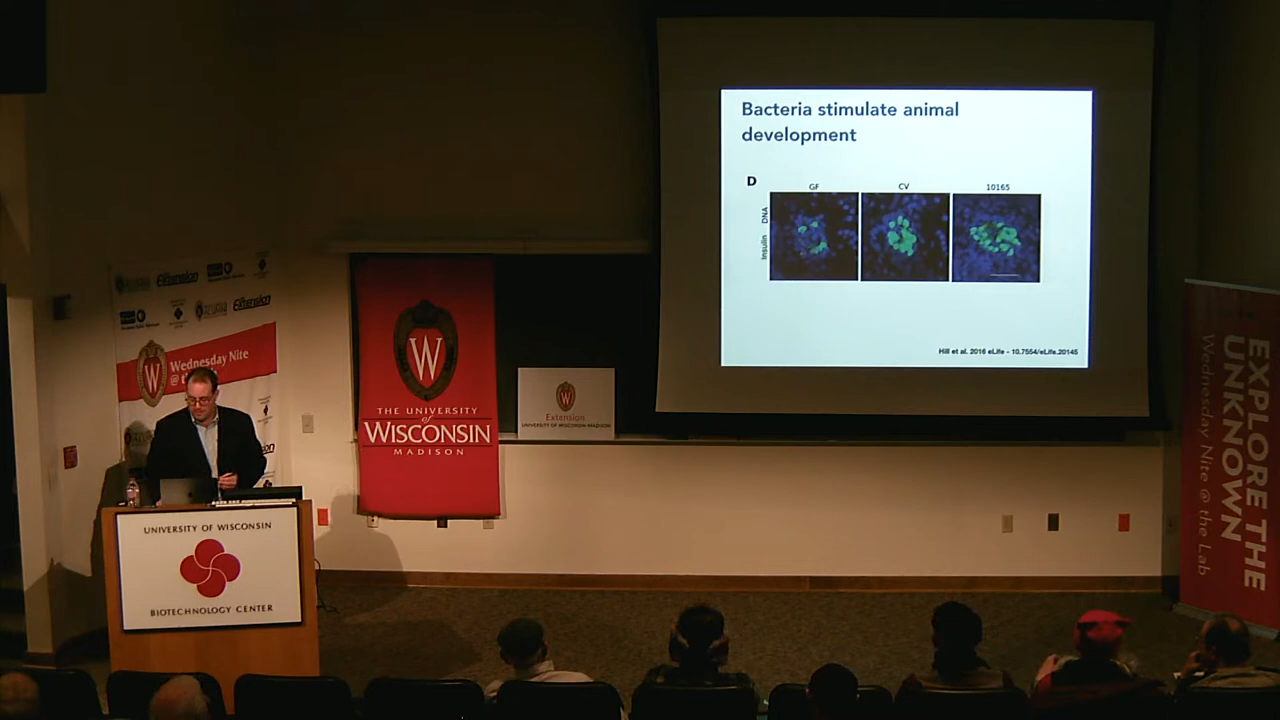 Bacteria stimulate animal
development
D
GF
CV
10165
Insulin DNA
Hill et al. 2016 eLife - 10.7554/eLife.20145
Extension
Extension
Wednesday Nite
@ 
W
THE UNIVERSITY
of
WISCONSIN
MADISON
Extension
UNIVERSITY OF WISCONSIN-MADISON
UNIVERSITY OF WISCONSIN
BIOTECHNOLOGY CENTER
EXPLORE THE
UNKNOWN
Wednesday Nite @ the Lab